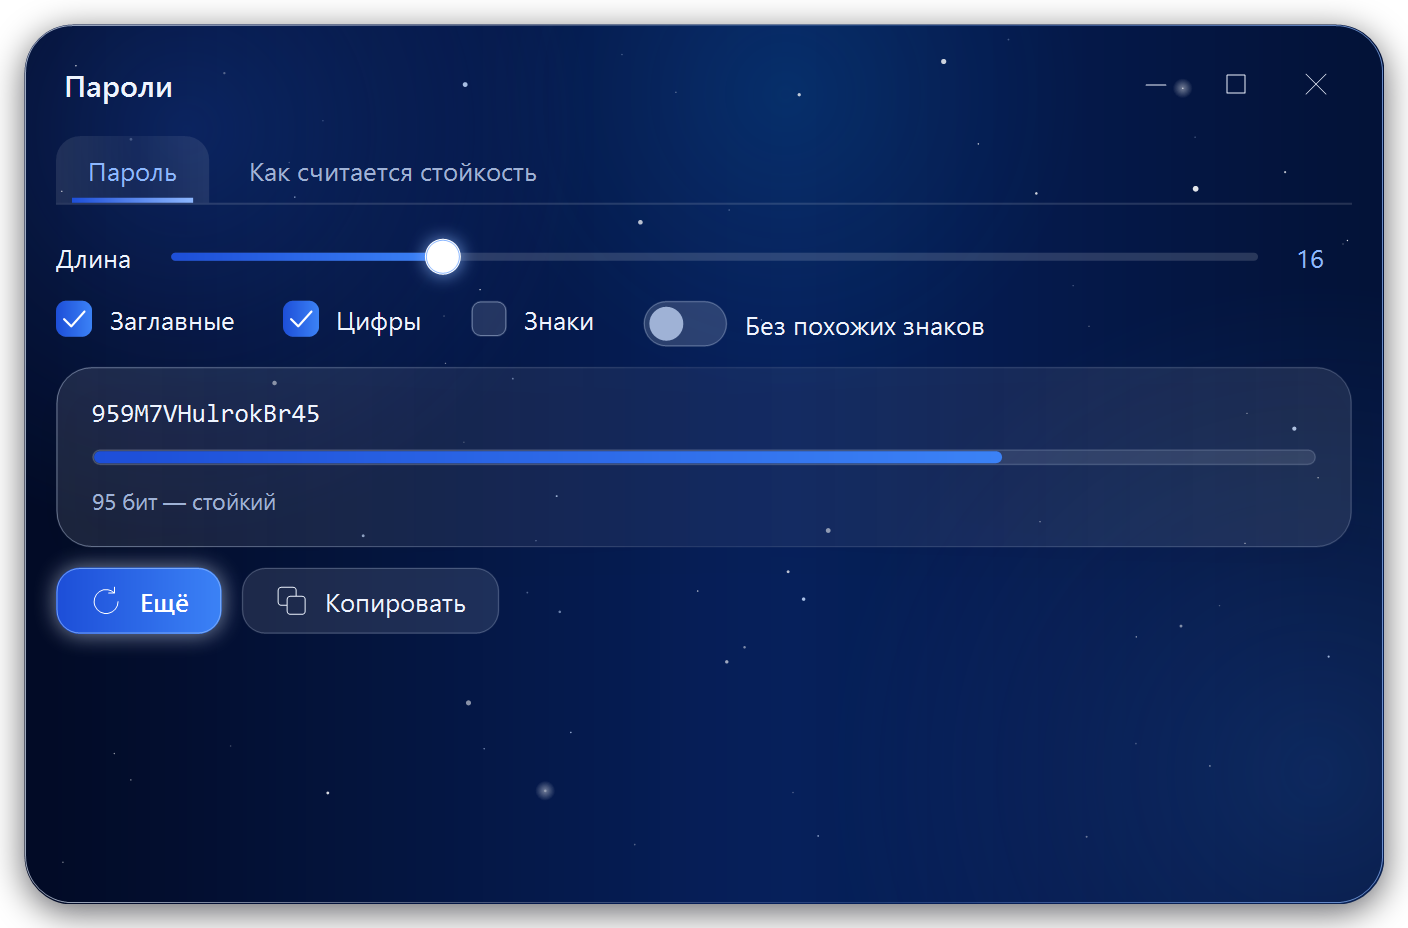 Пароли
Пароль
Как считается стойкость
Длина
16
Заглавные
Цифры
Знаки
Без похожих знаков
959M7VHulrokBr45
95 бит — стойкий
Ещё
Копировать